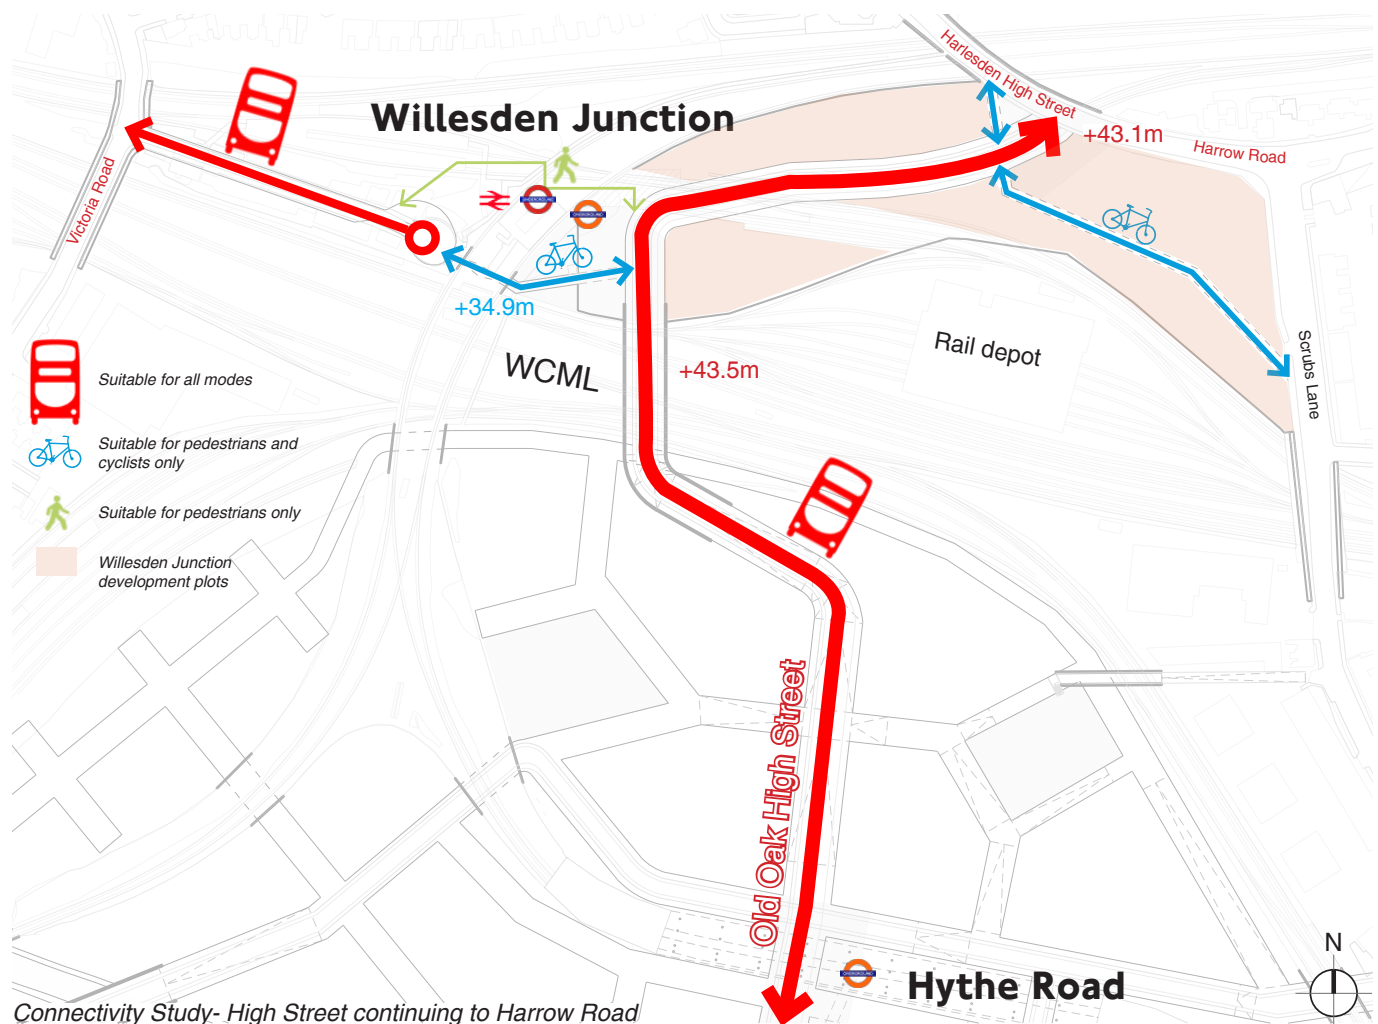 Harlesden High Street
Willesden Junction
+43.1m
Harrow Road
Victoria Road
+34.9m
WCML
Rail depot
+43.5m
Scrubs Lane
Suitable for all modes
Suitable for pedestrians and
cyclists only
Suitable for pedestrians only
Willesden Junction
development plots
Old Oak High Street
Hythe Road
N
Connectivity Study- High Street continuing to Harrow Road